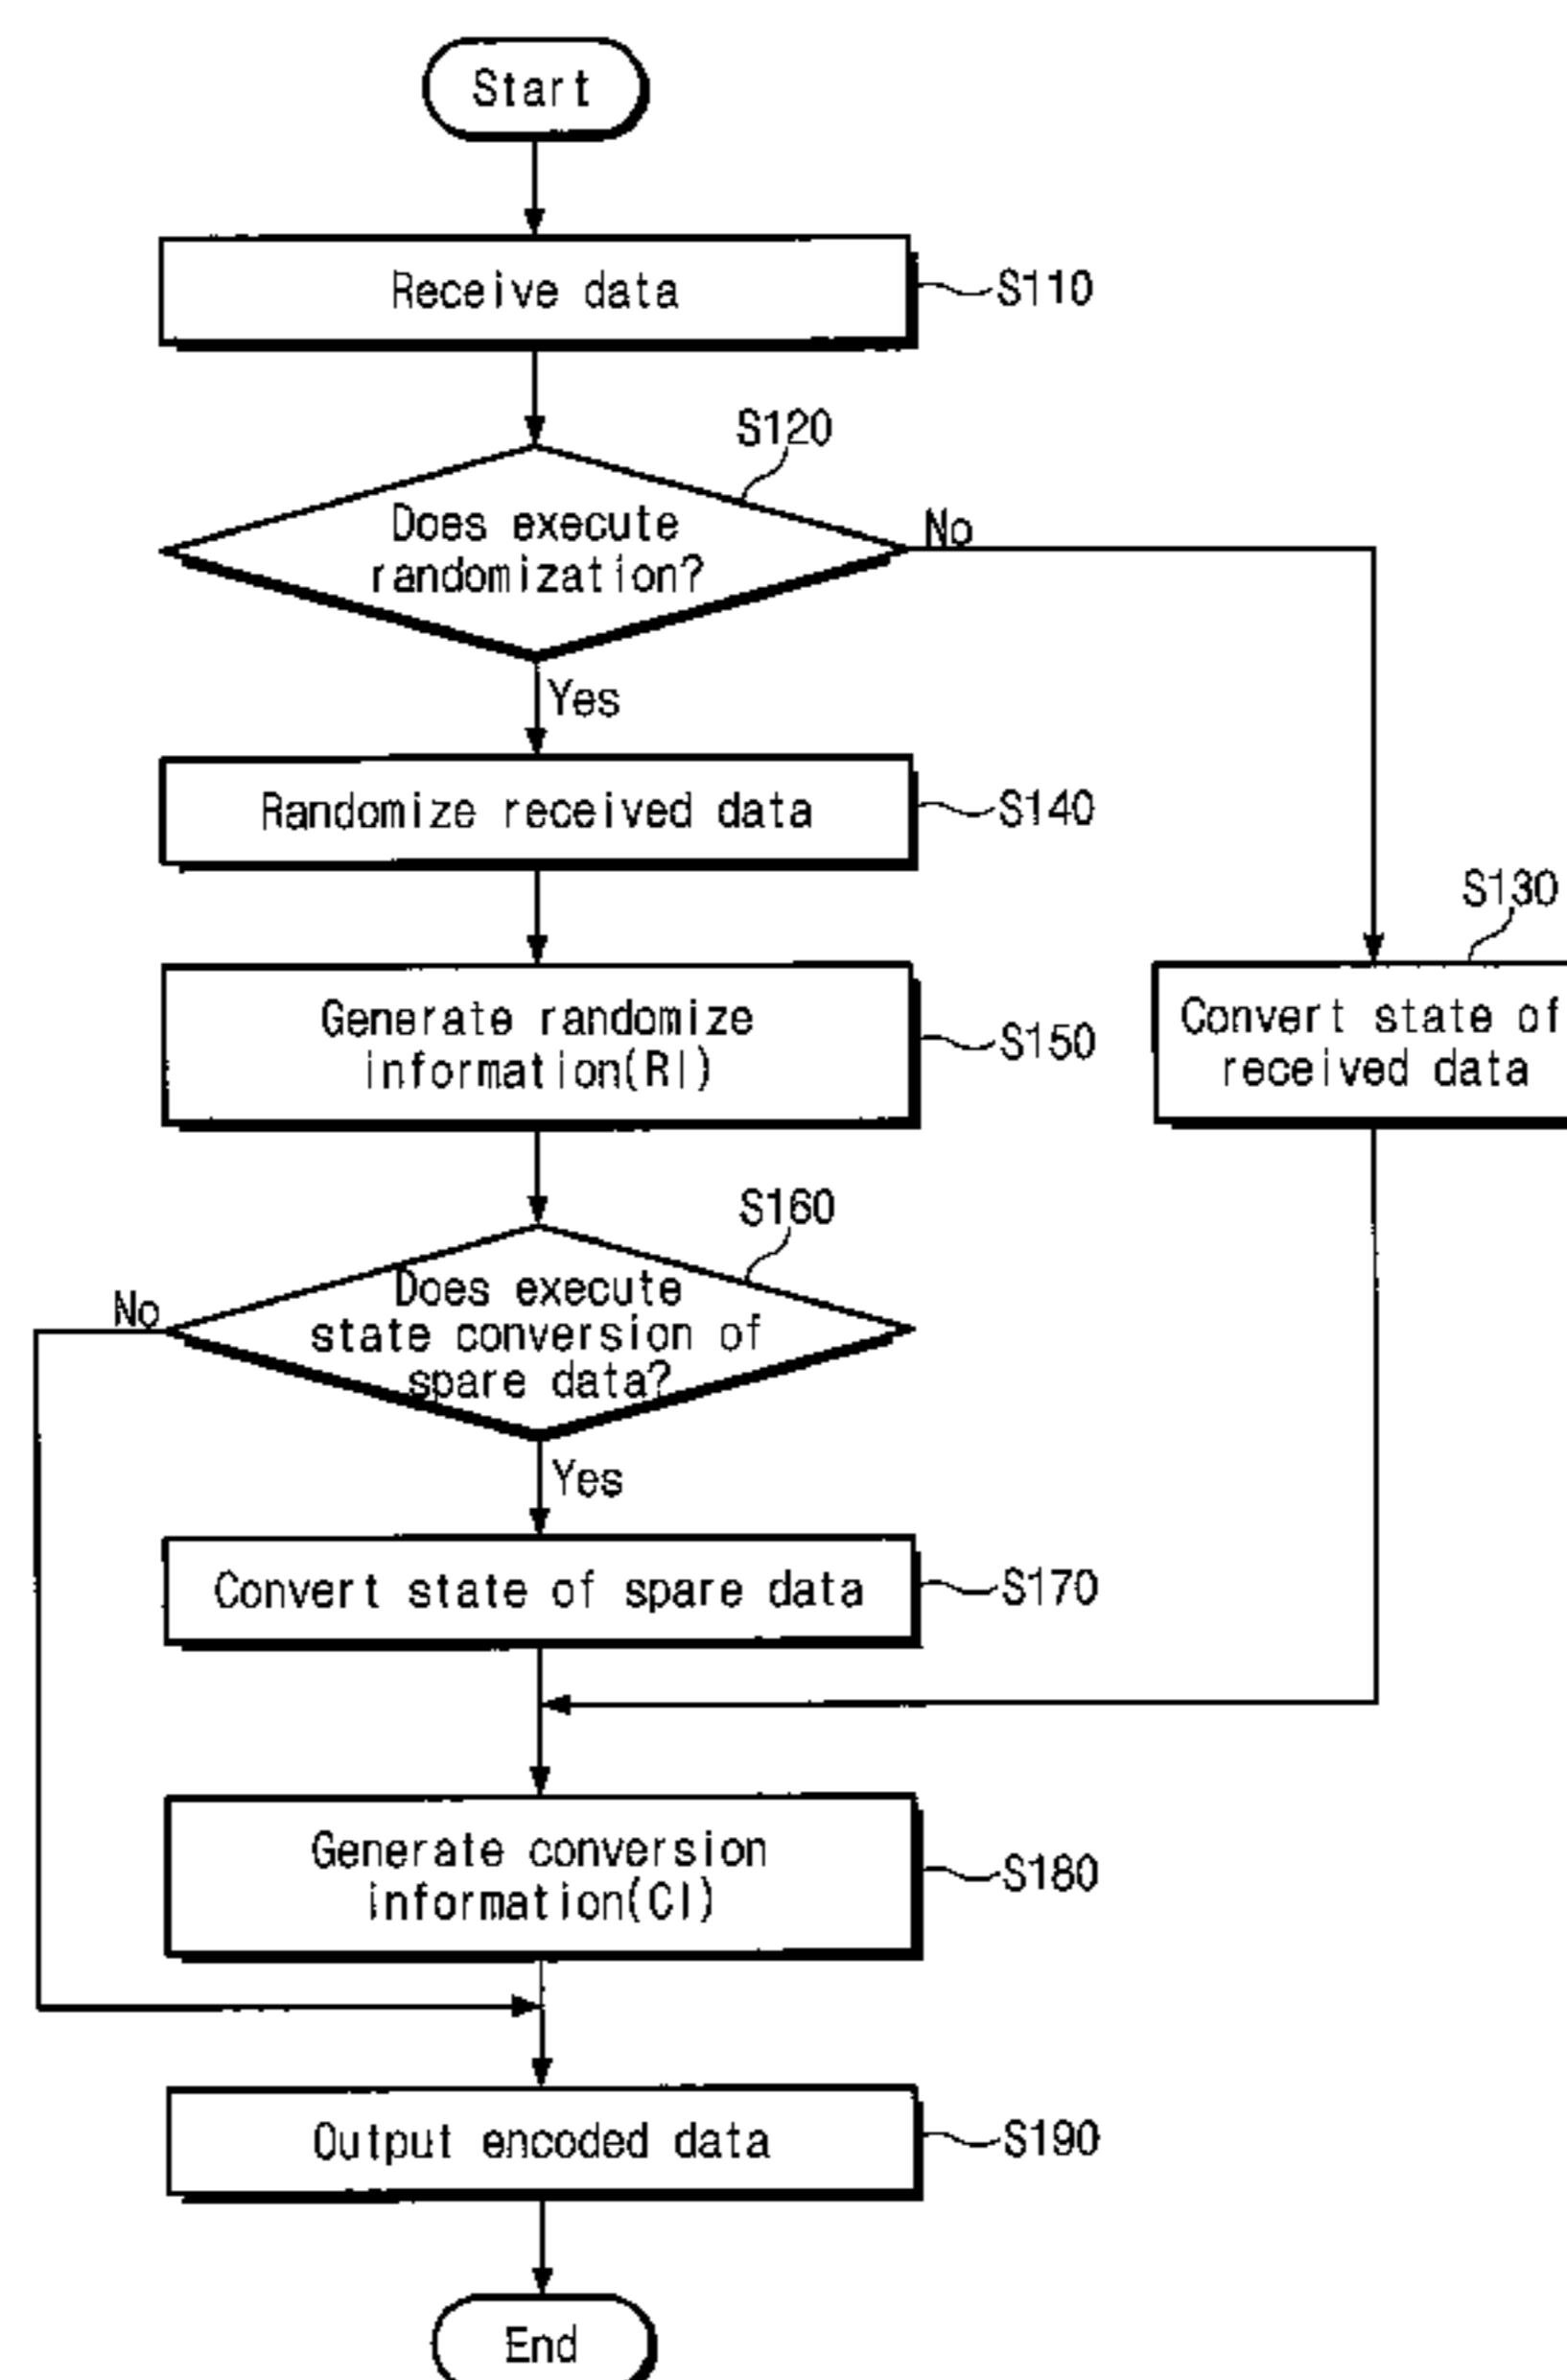 Start
Receive data
S110
S120
Does execute
randomization?
No
Yes
Randomize received data
S140
S130
Generate randomize
information(RI)
S150
Convert state of
received data
S160
Does execute
state conversion of
spare data?
No
Yes
Convert state of spare data
S170
Generate conversion
information(CI)
S180
Output encoded data
S190
End